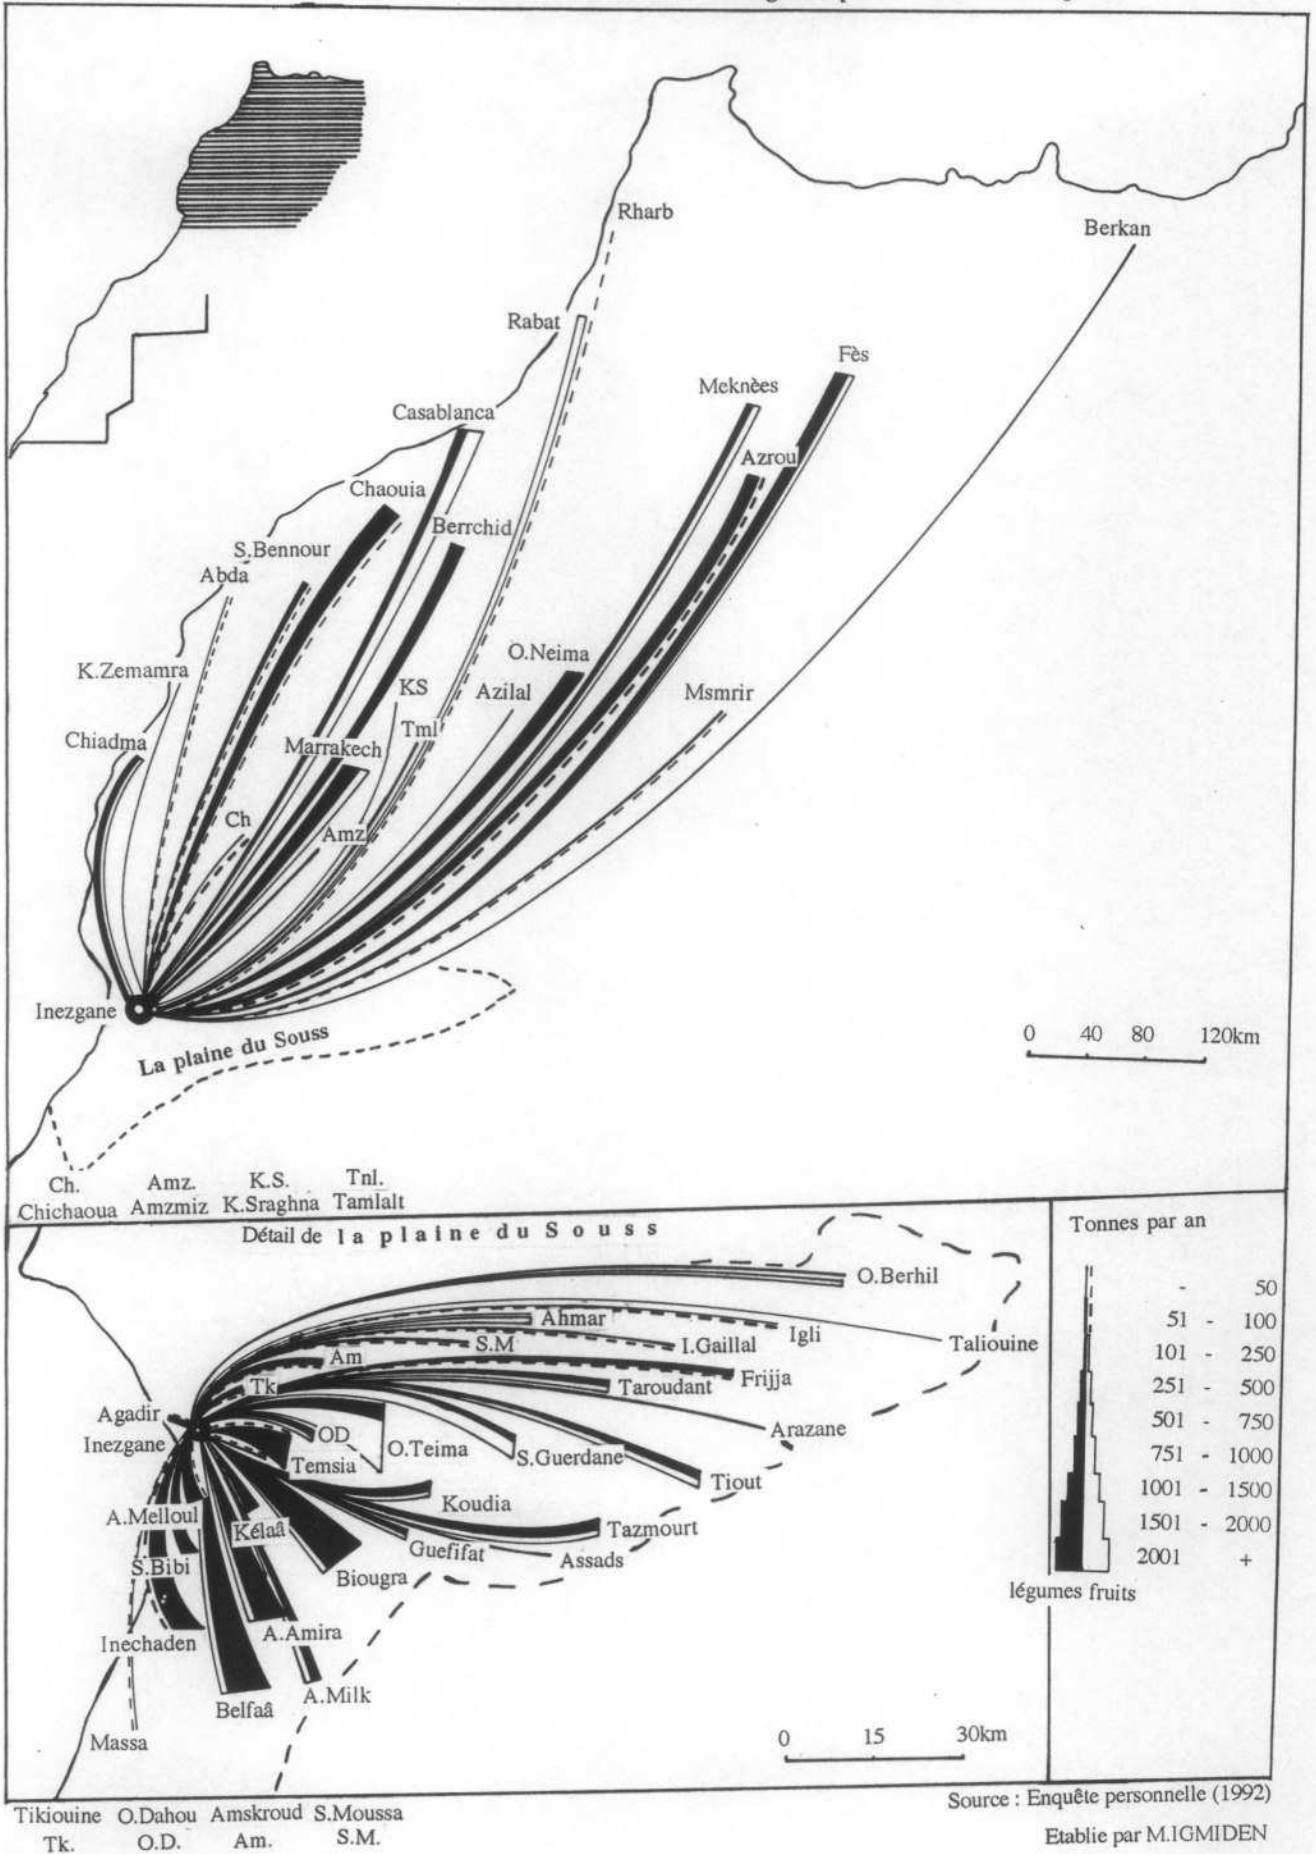 Rharb
Berkan
Rabat
Fès
Meknèes
Casablanca
Azrou
Chaouia
Berrchid
S.Bennour
Abda
O.Neima
K.Zemamra
KS
Azilal
Msmrir
Tml
Chiadma
Marrakech
Ch
Amz
Inezgane
La plaine du Souss
0 40 80 120km
Ch. Amz. K.S. Tnl.
Chichaoua Amzmiz K.Sraghna Tamlalt
Détail de la plaine du Souss
Tonnes par an
- 50
51 - 100
101 - 250
251 - 500
501 - 750
751 - 1000
1001 - 1500
1501 - 2000
2001 +
légumes fruits
O.Berhil
Ahmar
Igli
Taliouine
S.M
I.Gaillal
Am
Frijja
Tk
Taroudant
Agadir
Arazane
Inezgane
OD
O.Teima
S.Guerdane
Temsia
Tiout
Koudia
A.Melloul
Kélaâ
Tazmourt
Guefifat
Assads
S.Bibi
Biougra
Inechaden
A.Amira
A.Milk
Belfaâ
Massa
0 15 30km
Tikiouine O.Dahou Amskroud S.Moussa
Tk. O.D. Am. S.M.
Source : Enquête personnelle (1992)
Etablie par M.IGMIDEN